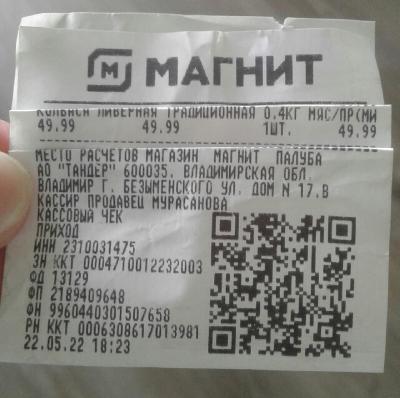 М МАГНИТ
КОЛБАСА ЛИВЕРНАЯ ТРАДИЦИОННАЯ 0.4КГ МЯС/ПР(МИ
49.99 49.99 1ШТ. 49.99
МЕСТО РАСЧЕТОВ МАГАЗИН МАГНИТ ПАЛУБА
АО "ТАНДЕР" 600035, ВЛАДИМИРСКАЯ ОБЛ,
ВЛАДИМИР Г, БЕЗЫМЕНСКОГО УЛ, ДОМ N 17,В
КАССИР ПРОДАВЕЦ МУРАСАНОВА
КАССОВЫЙ ЧЕК
ПРИХОД
ИНН 2310031475
ЗН ККТ 0004710012232003
ФД 13129
ФП 2189409648
ФН 9960440301507658
РН ККТ 0006308617013981
22.05.22 18:23